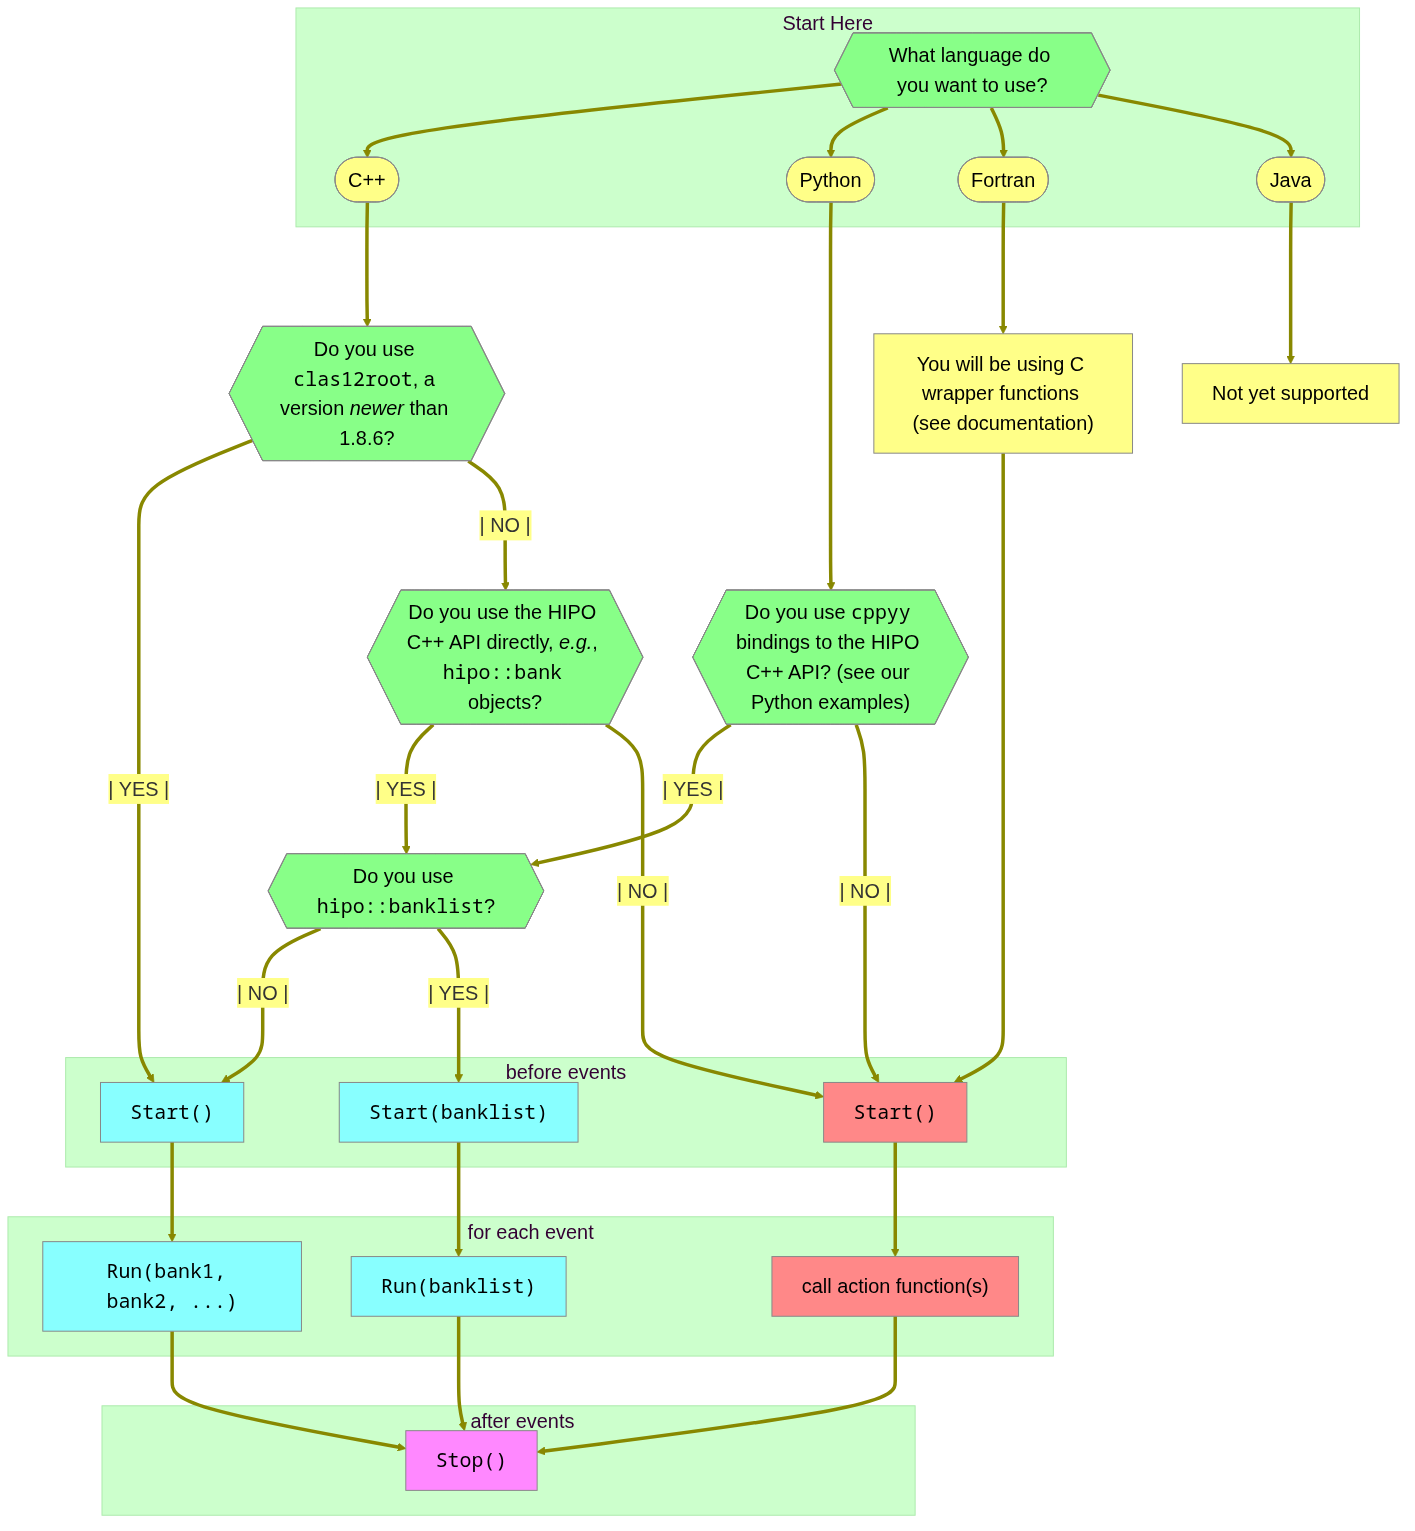 Start Here
What language do
you want to use?
C++
Python
Fortran
Java
Do you use
clas12root, a
version newer than
1.8.6?
You will be using C
wrapper functions
(see documentation)
Not yet supported
| NO |
Do you use the HIPO
C++ API directly, e.g.,
hipo::bank
objects?
Do you use cppyy
bindings to the HIPO
C++ API? (see our
Python examples)
| YES |
| YES |
| YES |
Do you use
hipo::banklist?
| NO |
| NO |
| NO |
| YES |
before events
Start()
Start(banklist)
Start()
for each event
Run(bank1,
bank2, ...)
Run(banklist)
call action function(s)
after events
Stop()